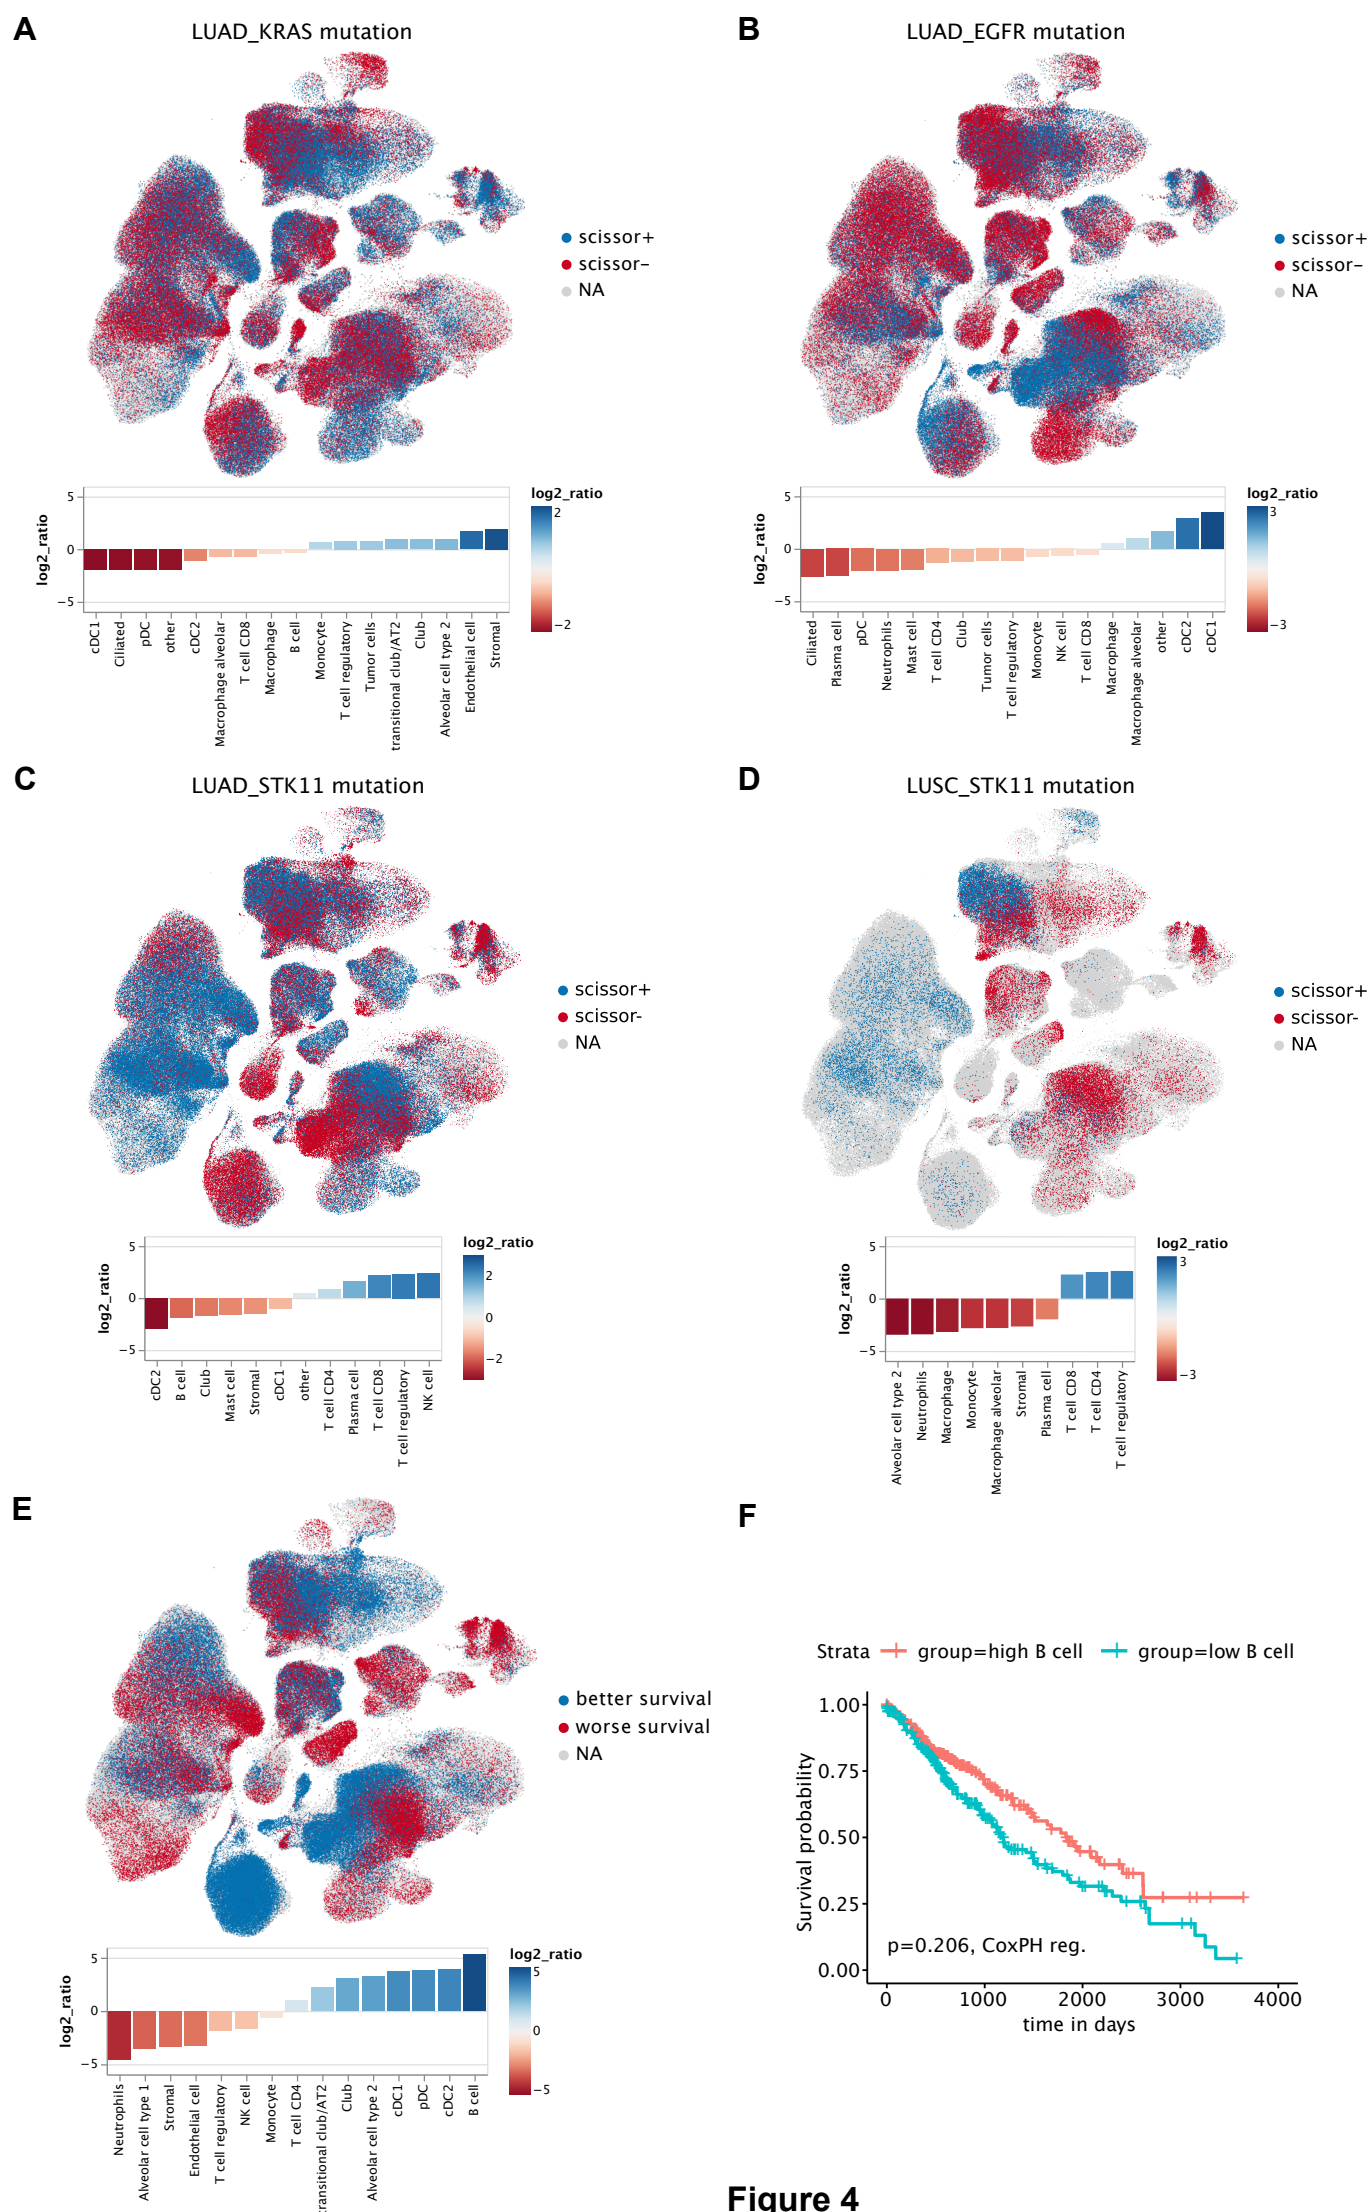 A
LUAD_KRAS mutation
scissor+
scissor−
NA
log2_ratio
5
0
−5
log2_ratio
2
−2
cDC1
Ciliated
pDC
other
cDC2
Macrophage alveolar
T cell CD8
Macrophage
B cell
Monocyte
T cell regulatory
Tumor cells
transitional club/AT2
Club
Alveolar cell type 2
Endothelial cell
Stromal
B
LUAD_EGFR mutation
scissor+
scissor−
NA
log2_ratio
5
0
−5
log2_ratio
3
−3
Ciliated
Plasma cell
pDC
Neutrophils
Mast cell
T cell CD4
Club
Tumor cells
T cell regulatory
Monocyte
NK cell
T cell CD8
Macrophage
Macrophage alveolar
other
cDC2
cDC1
C
LUAD_STK11 mutation
scissor+
scissor-
NA
log2_ratio
5
0
−5
log2_ratio
2
0
−2
cDC2
B cell
Club
Mast cell
Stromal
cDC1
other
T cell CD4
Plasma cell
T cell CD8
T cell regulatory
NK cell
D
LUSC_STK11 mutation
scissor+
scissor-
NA
log2_ratio
5
0
−5
log2_ratio
3
−3
Alveolar cell type 2
Neutrophils
Macrophage
Monocyte
Macrophage alveolar
Stromal
Plasma cell
T cell CD8
T cell CD4
T cell regulatory
E
better survival
worse survival
NA
log2_ratio
5
0
−5
log2_ratio
5
0
−5
Neutrophils
Alveolar cell type 1
Stromal
Endothelial cell
T cell regulatory
NK cell
Monocyte
T cell CD4
transitional club/AT2
Club
Alveolar cell type 2
cDC1
pDC
cDC2
B cell
F
Strata group=high B cell group=low B cell
Survival probability
1.00
0.75
0.50
0.25
0.00
p=0.206, CoxPH reg.
0 1000 2000 3000 4000
time in days
Figure 4